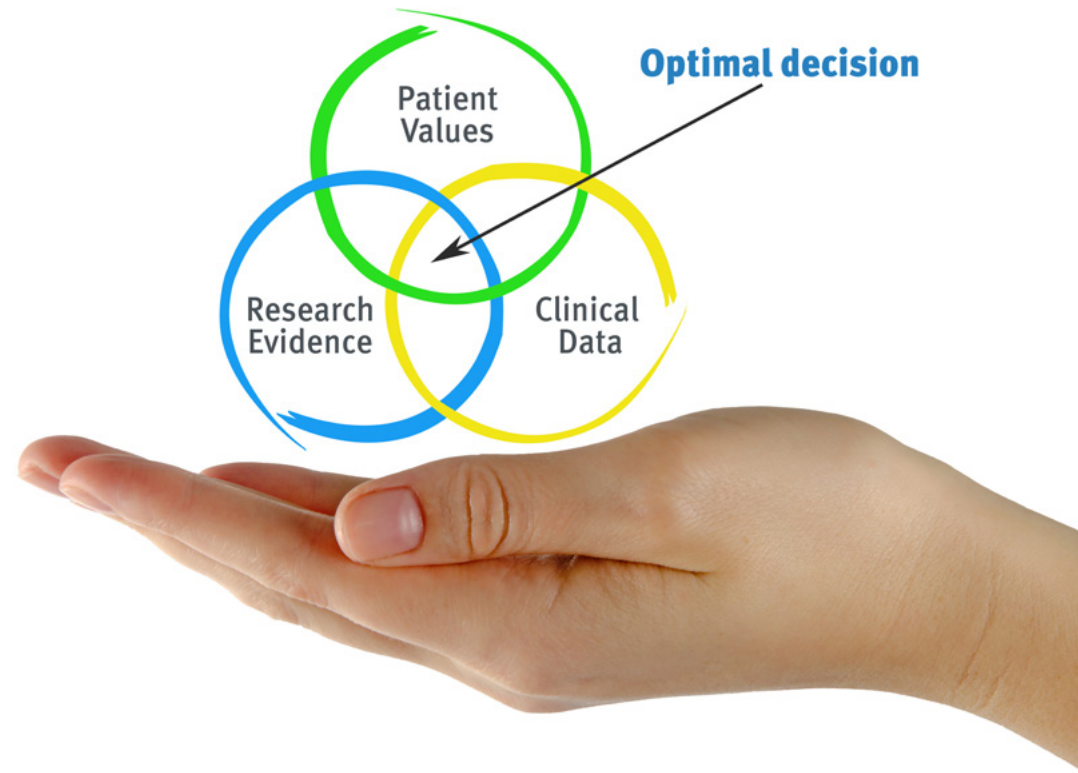 Patient
Values
Optimal decision
Research
Evidence
Clinical
Data